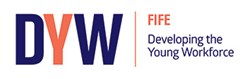 DYW
FIFE
Developing the
Young Workforce